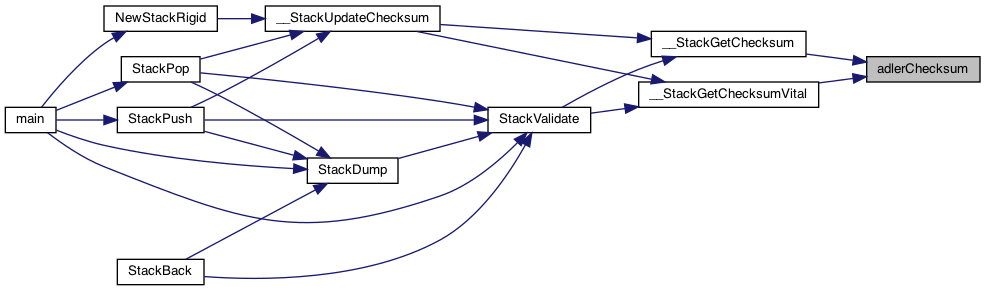 NewStackRigid
__StackUpdateChecksum
__StackGetChecksum
StackPop
adlerChecksum
__StackGetChecksumVital
main
StackPush
StackValidate
StackDump
StackBack